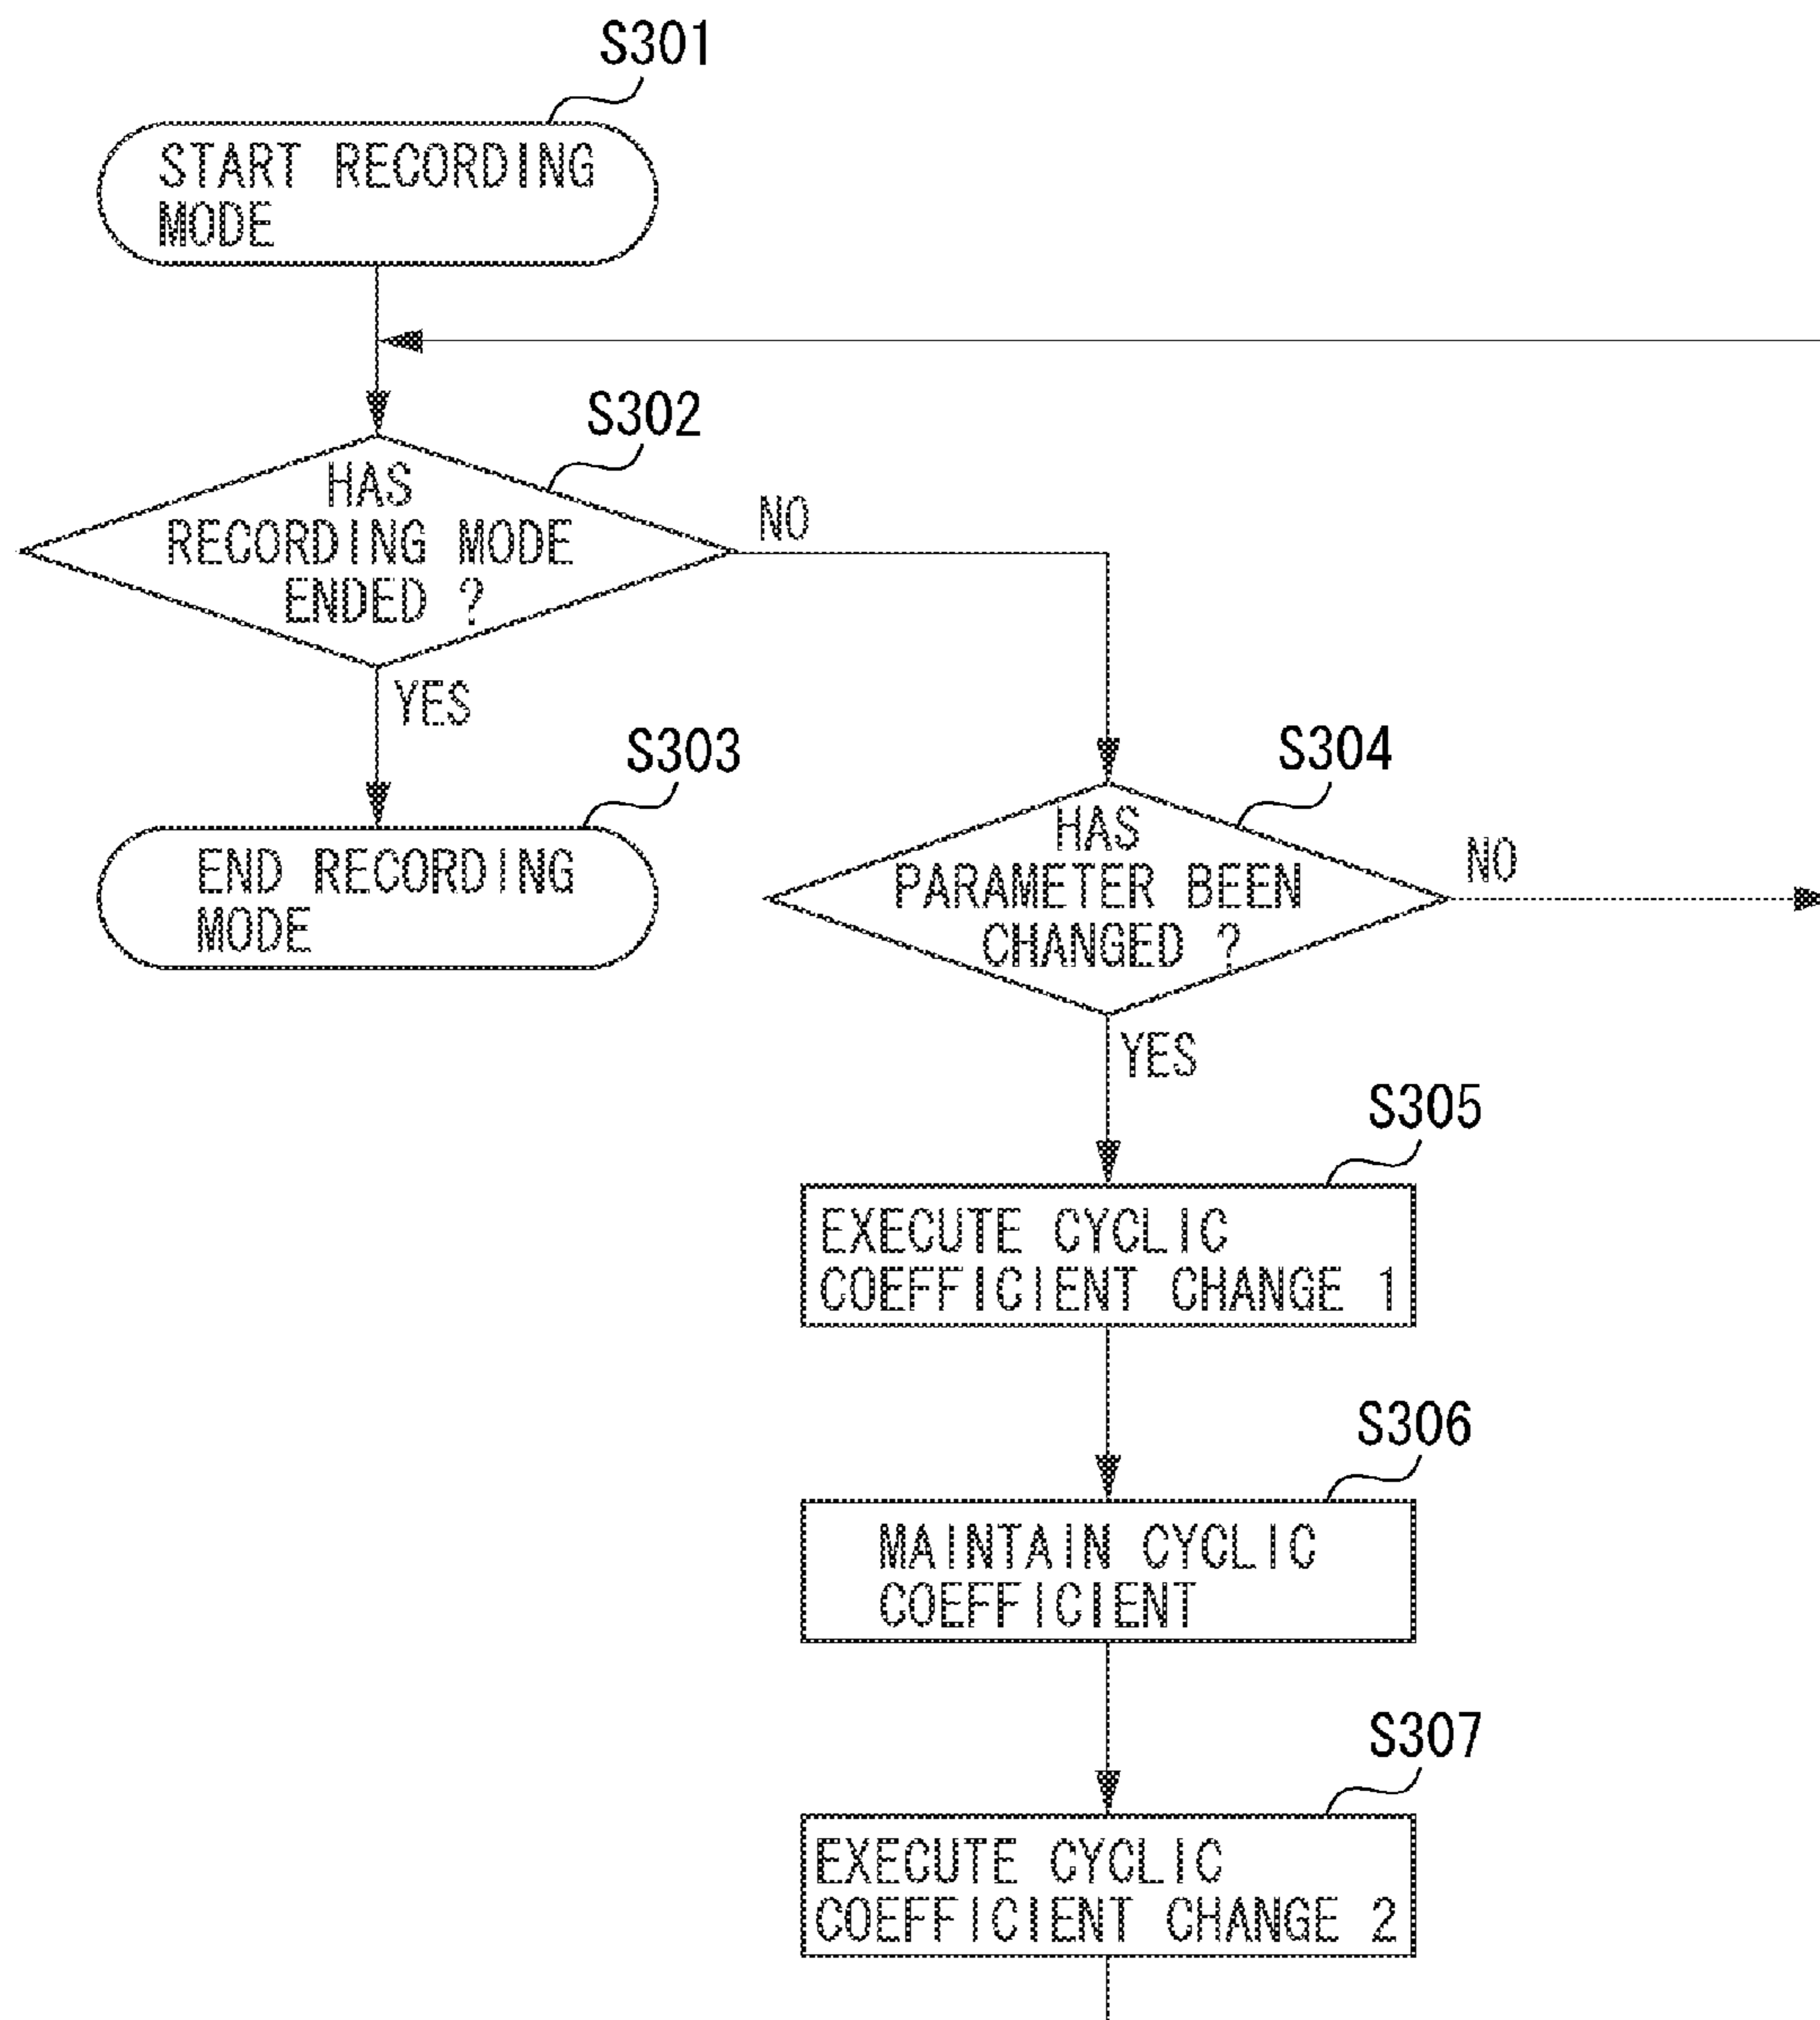 S301
START RECORDING
MODE
S302
HAS
RECORDING MODE
ENDED ?
NO
YES
S303
END RECORDING
MODE
S304
HAS
PARAMETER BEEN
CHANGED ?
NO
YES
S305
EXECUTE CYCLIC
COEFFICIENT CHANGE 1
S306
MAINTAIN CYCLIC
COEFFICIENT
S307
EXECUTE CYCLIC
COEFFICIENT CHANGE 2